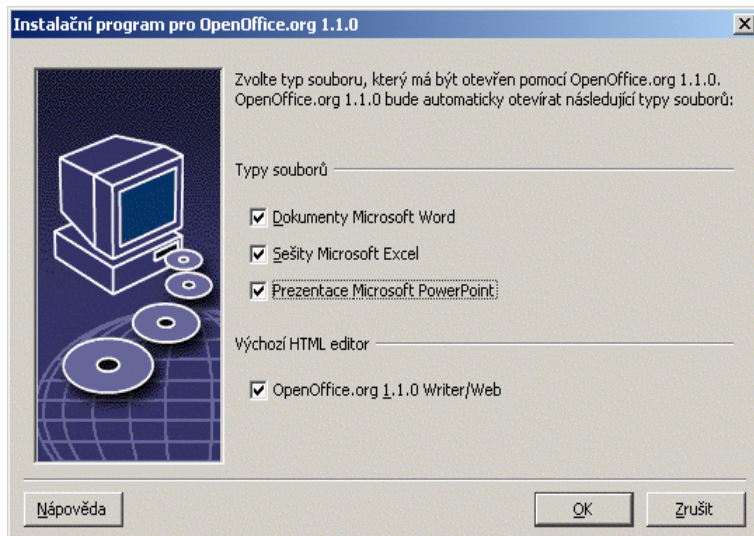 Instalační program pro OpenOffice.org 1.1.0
Zvolte typ souboru, který má být otevřen pomocí OpenOffice.org 1.1.0.
OpenOffice.org 1.1.0 bude automaticky otevírat následující typy souborů:
Typy souborů
Dokumenty Microsoft Word
Sešity Microsoft Excel
Prezentace Microsoft PowerPoint
Výchozí HTML editor
OpenOffice.org 1.1.0 Writer/Web
Nápověda
OK
Zrušit